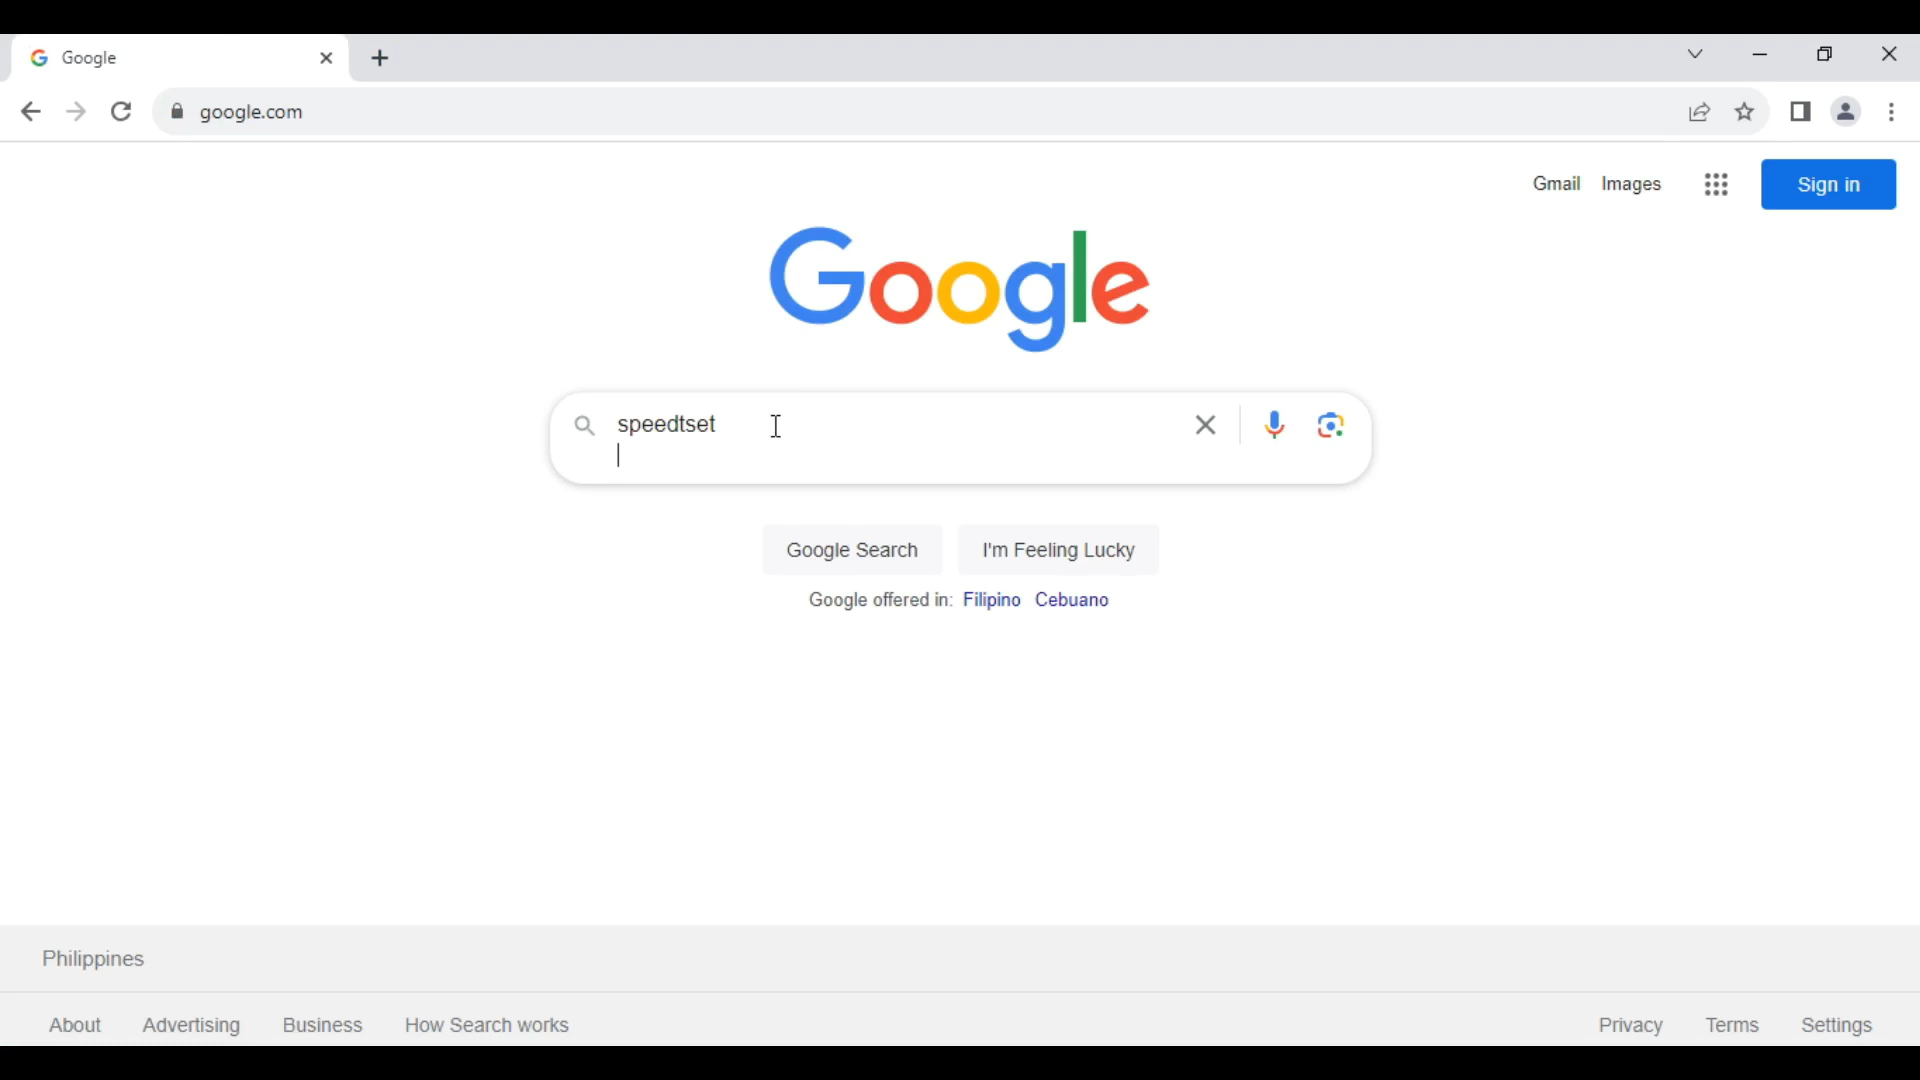 Google
google.com
Gmail Images Sign in
Google
speedtset
Google Search I'm Feeling Lucky
Google offered in: Filipino Cebuano
Philippines
About Advertising Business How Search works Privacy Terms Settings